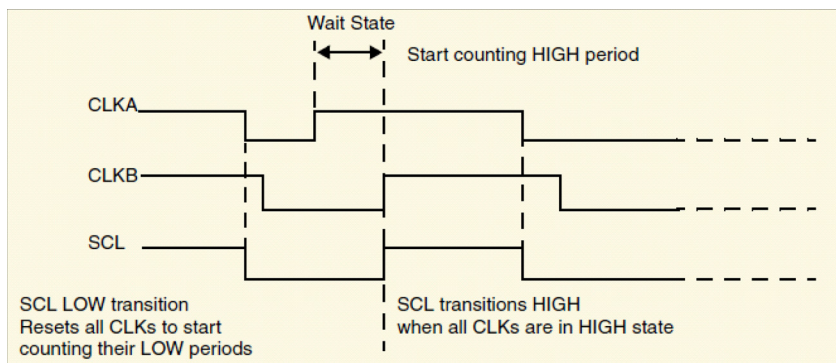 Wait State
Start counting HIGH period
CLKA
CLKB
SCL
SCL LOW transition
Resets all CLKs to start
counting their LOW periods
SCL transitions HIGH
when all CLKs are in HIGH state